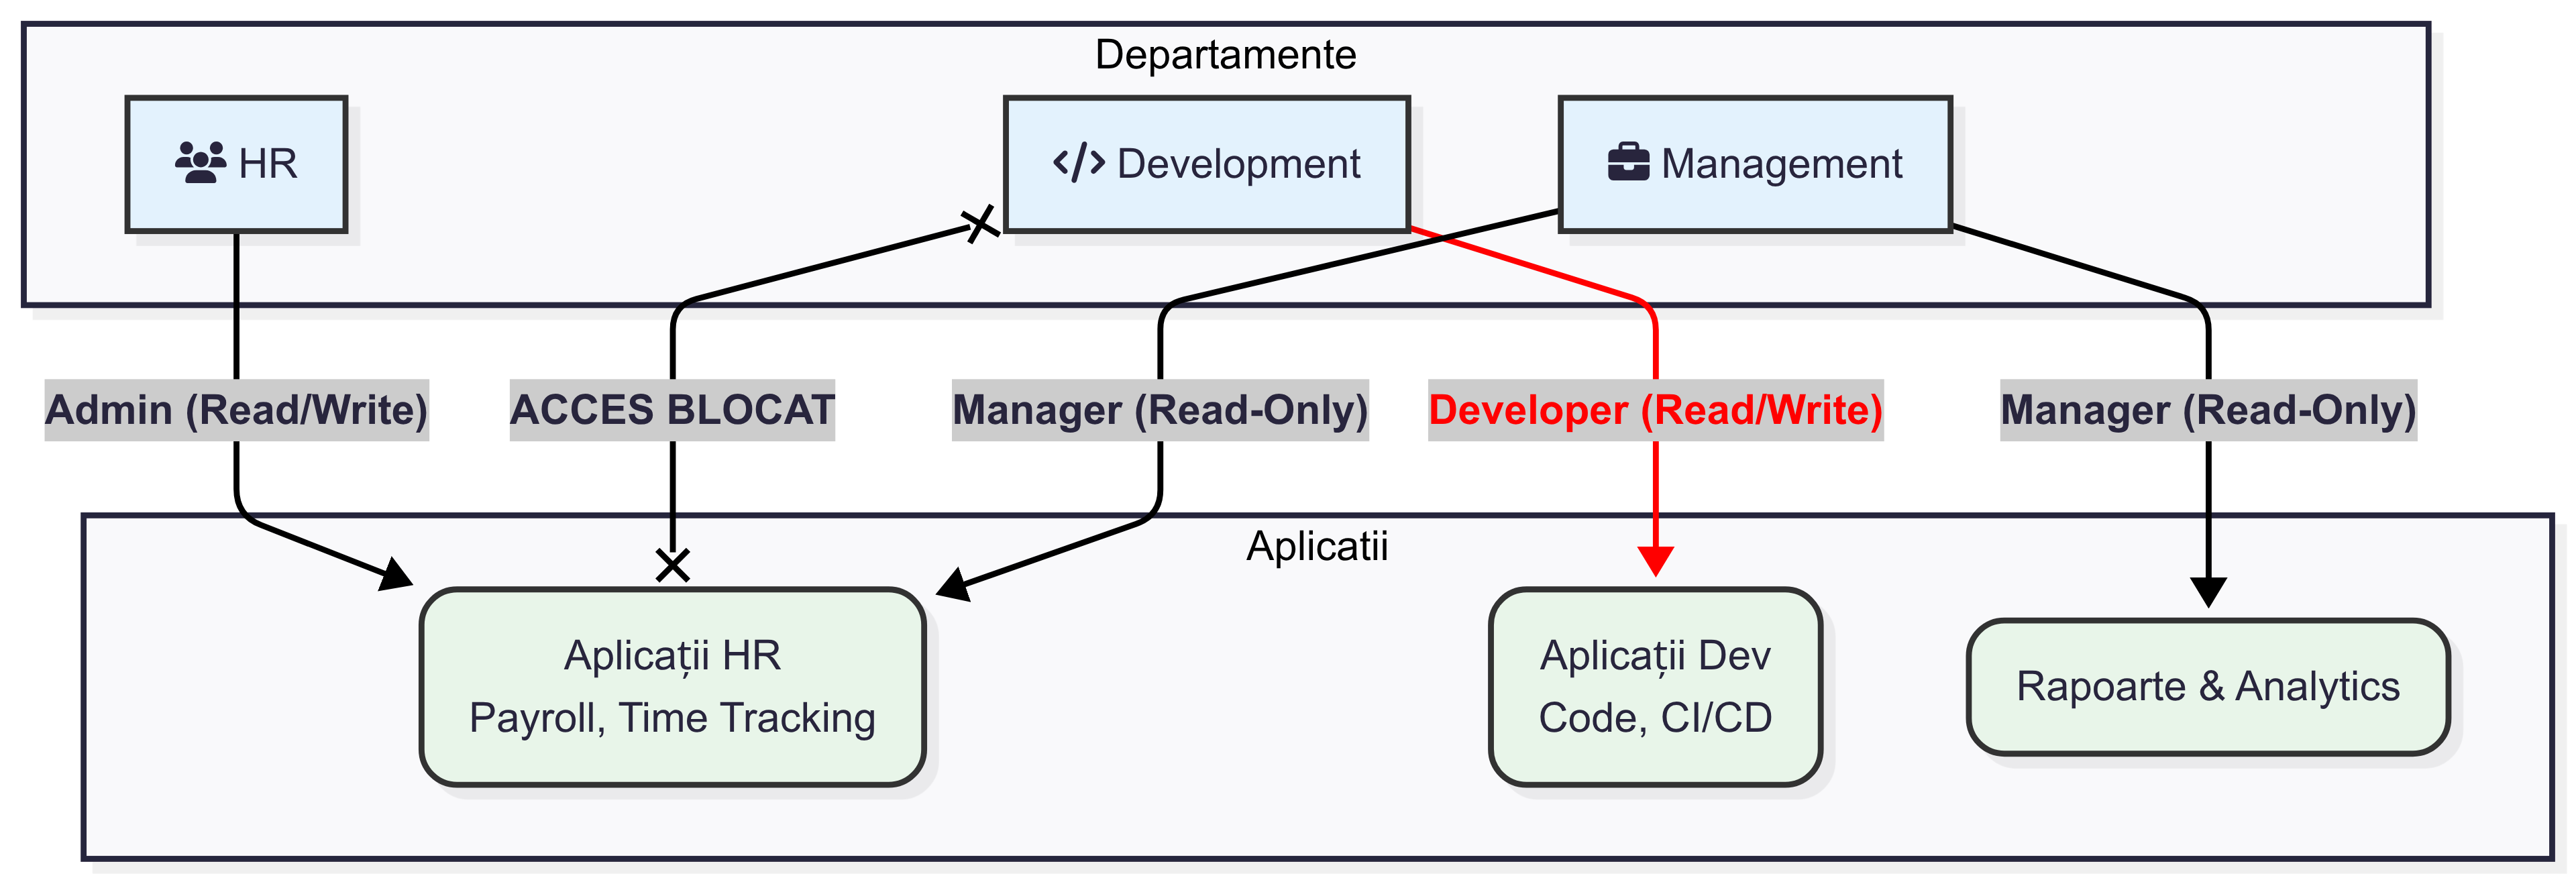 Departamente
HR
Development
Management
Admin (Read/Write)
ACCES BLOCAT
Manager (Read-Only)
Developer (Read/Write)
Manager (Read-Only)
Aplicatii
Aplicații HR
Payroll, Time Tracking
Aplicații Dev
Code, CI/CD
Rapoarte & Analytics